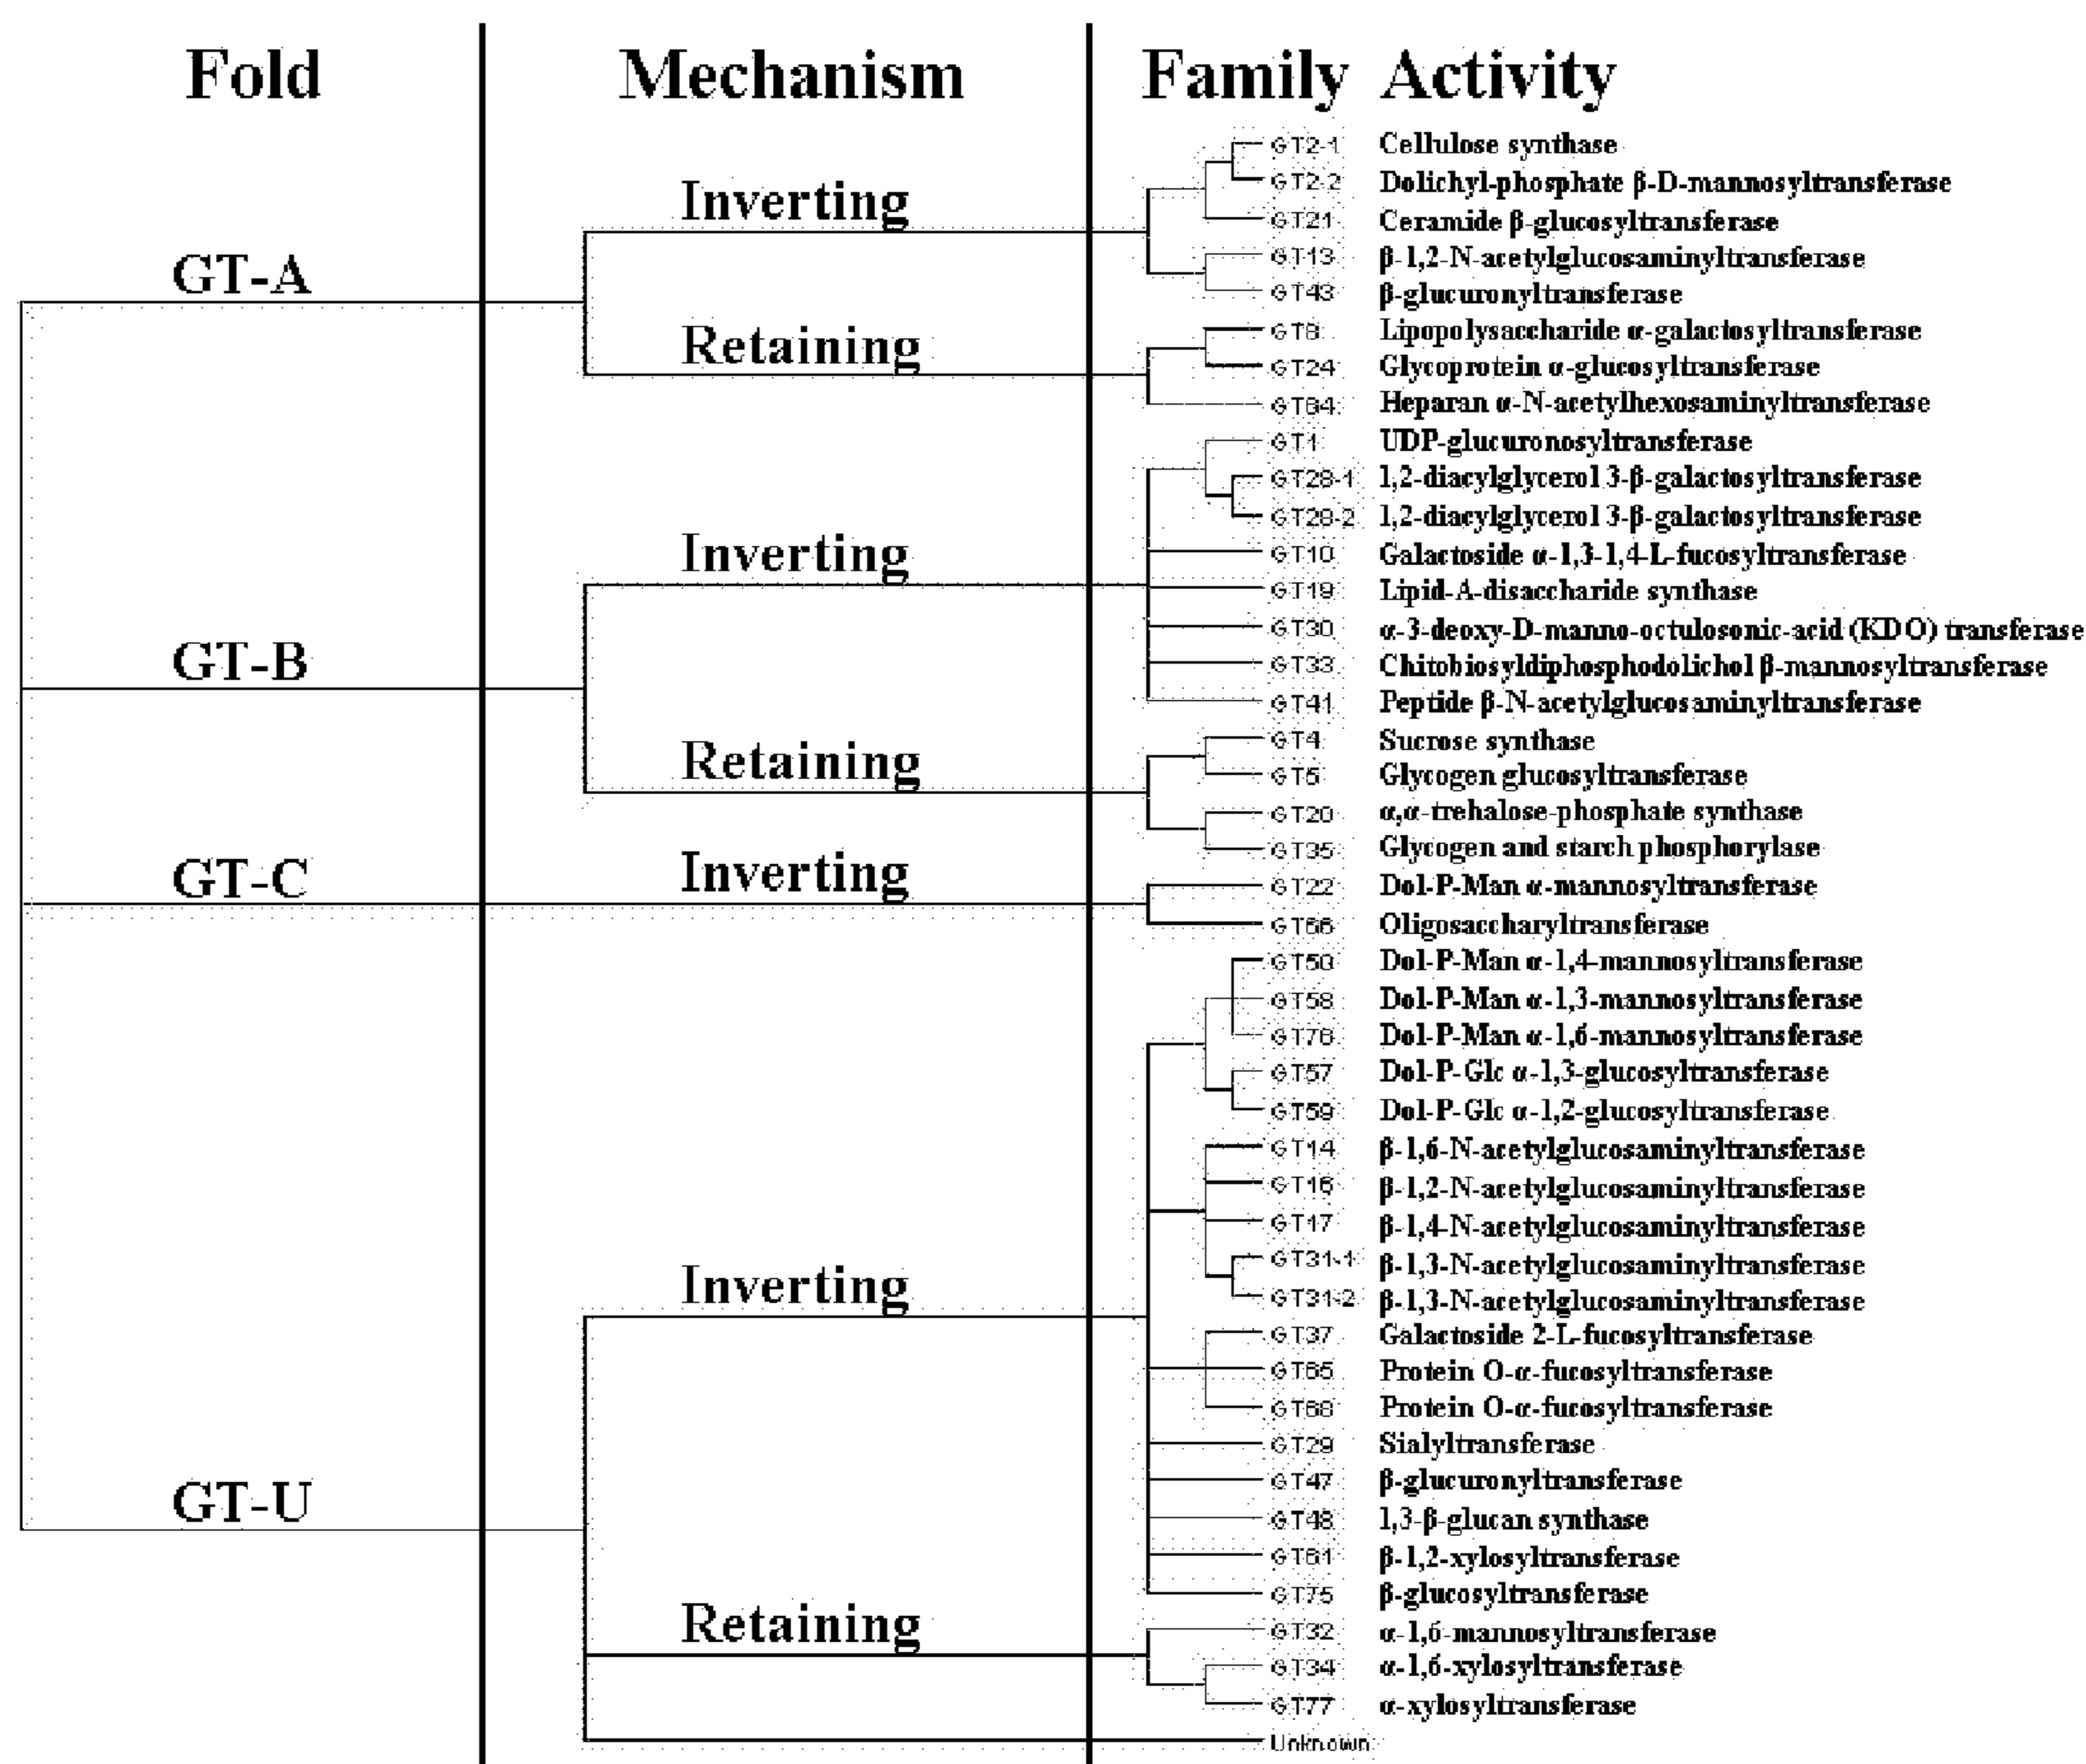 Fold Mechanism Family Activity
GT2-1 Cellulose synthase
GT2-2 Dolichyl-phosphate β-D-mannosyltransferase
Inverting
GT21 Ceramide β-glucosyltransferase
GT13 β-1,2-N-acetylglucosaminyltransferase
GT-A
GT43 β-glucuronyltransferase
GT8 Lipopolysaccharide α-galactosyltransferase
Retaining
GT24 Glycoprotein α-glucosyltransferase
GT64 Heparan α-N-acetylhexosaminyltransferase
GT1 UDP-glucuronosyltransferase
GT28-1 1,2-diacylglycerol 3-β-galactosyltransferase
GT28-2 1,2-diacylglycerol 3-β-galactosyltransferase
Inverting
GT10 Galactoside α-1,3-1,4-L-fucosyltransferase
GT19 Lipid-A-disaccharide synthase
GT30 α-3-deoxy-D-manno-octulosonic-acid (KDO) transferase
GT-B
GT33 Chitobiosyldiphosphodolichol β-mannosyltransferase
GT41 Peptide β-N-acetylglucosaminyltransferase
GT4 Sucrose synthase
Retaining
GT5 Glycogen glucosyltransferase
GT20 α,α-trehalose-phosphate synthase
GT35 Glycogen and starch phosphorylase
GT-C Inverting
GT22 Dol-P-Man α-mannosyltransferase
GT66 Oligosaccharyltransferase
GT50 Dol-P-Man α-1,4-mannosyltransferase
GT58 Dol-P-Man α-1,3-mannosyltransferase
GT76 Dol-P-Man α-1,6-mannosyltransferase
GT57 Dol-P-Glc α-1,3-glucosyltransferase
GT59 Dol-P-Glc α-1,2-glucosyltransferase
GT14 β-1,6-N-acetylglucosaminyltransferase
GT16 β-1,2-N-acetylglucosaminyltransferase
GT17 β-1,4-N-acetylglucosaminyltransferase
GT31-1 β-1,3-N-acetylglucosaminyltransferase
Inverting
GT31-2 β-1,3-N-acetylglucosaminyltransferase
GT37 Galactoside 2-L-fucosyltransferase
GT65 Protein O-α-fucosyltransferase
GT68 Protein O-α-fucosyltransferase
GT29 Sialyltransferase
GT47 β-glucuronyltransferase
GT-U
GT48 1,3-β-glucan synthase
GT61 β-1,2-xylosyltransferase
GT75 β-glucosyltransferase
Retaining
GT32 α-1,6-mannosyltransferase
GT34 α-1,6-xylosyltransferase
GT77 α-xylosyltransferase
Unknown